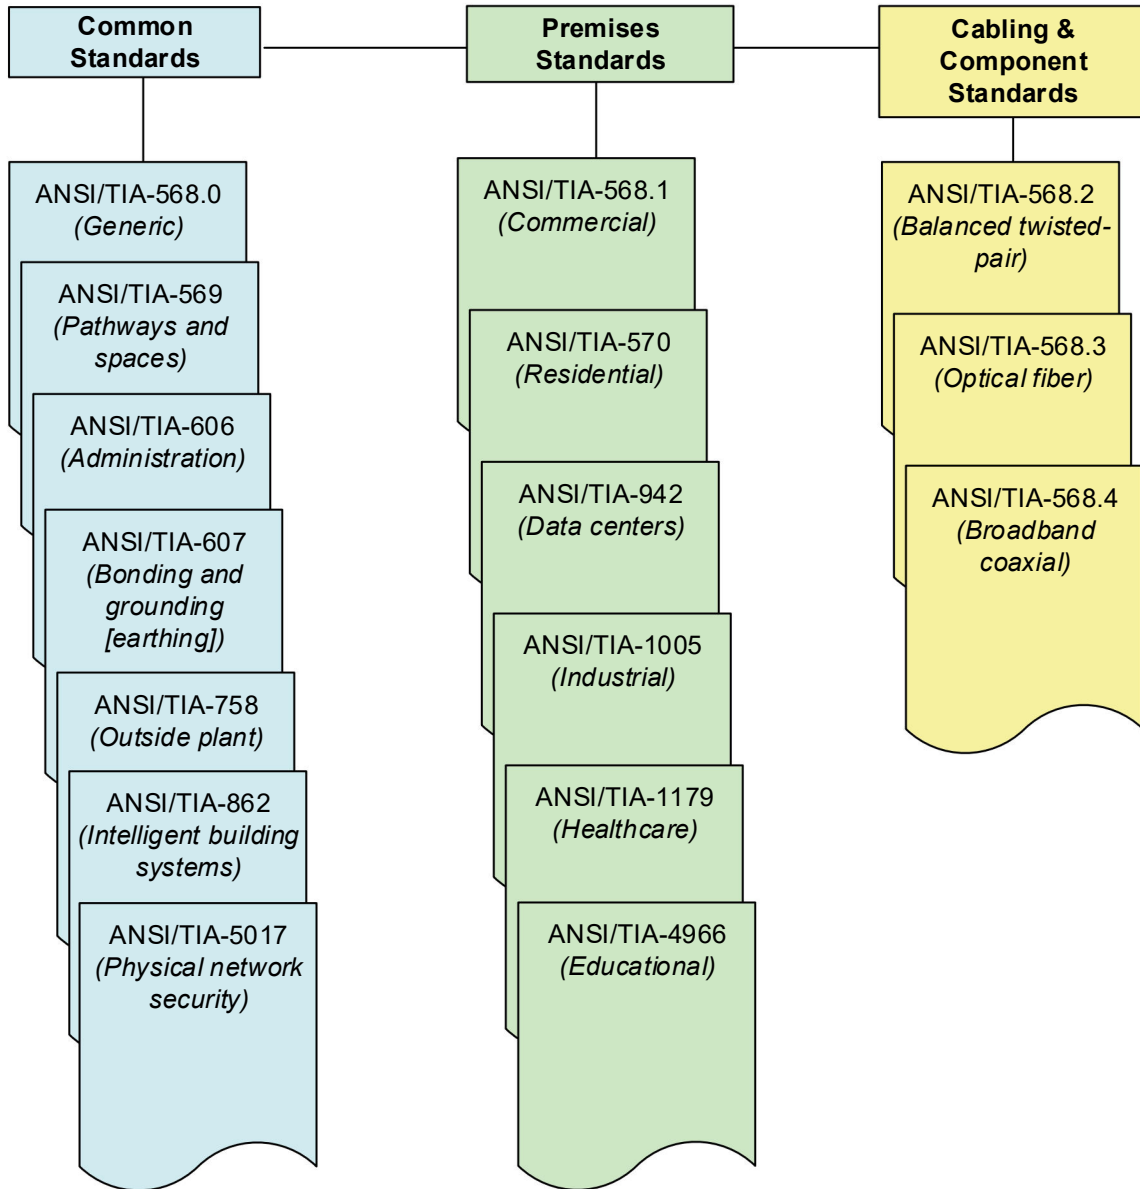 Common
Standards
Premises
Standards
Cabling &
Component
Standards
ANSI/TIA-568.0
(Generic)
ANSI/TIA-569
(Pathways and
spaces)
ANSI/TIA-606
(Administration)
ANSI/TIA-607
(Bonding and
grounding
[earthing])
ANSI/TIA-758
(Outside plant)
ANSI/TIA-862
(Intelligent building
systems)
ANSI/TIA-5017
(Physical network
security)
ANSI/TIA-568.1
(Commercial)
ANSI/TIA-570
(Residential)
ANSI/TIA-942
(Data centers)
ANSI/TIA-1005
(Industrial)
ANSI/TIA-1179
(Healthcare)
ANSI/TIA-4966
(Educational)
ANSI/TIA-568.2
(Balanced twisted-
pair)
ANSI/TIA-568.3
(Optical fiber)
ANSI/TIA-568.4
(Broadband
coaxial)